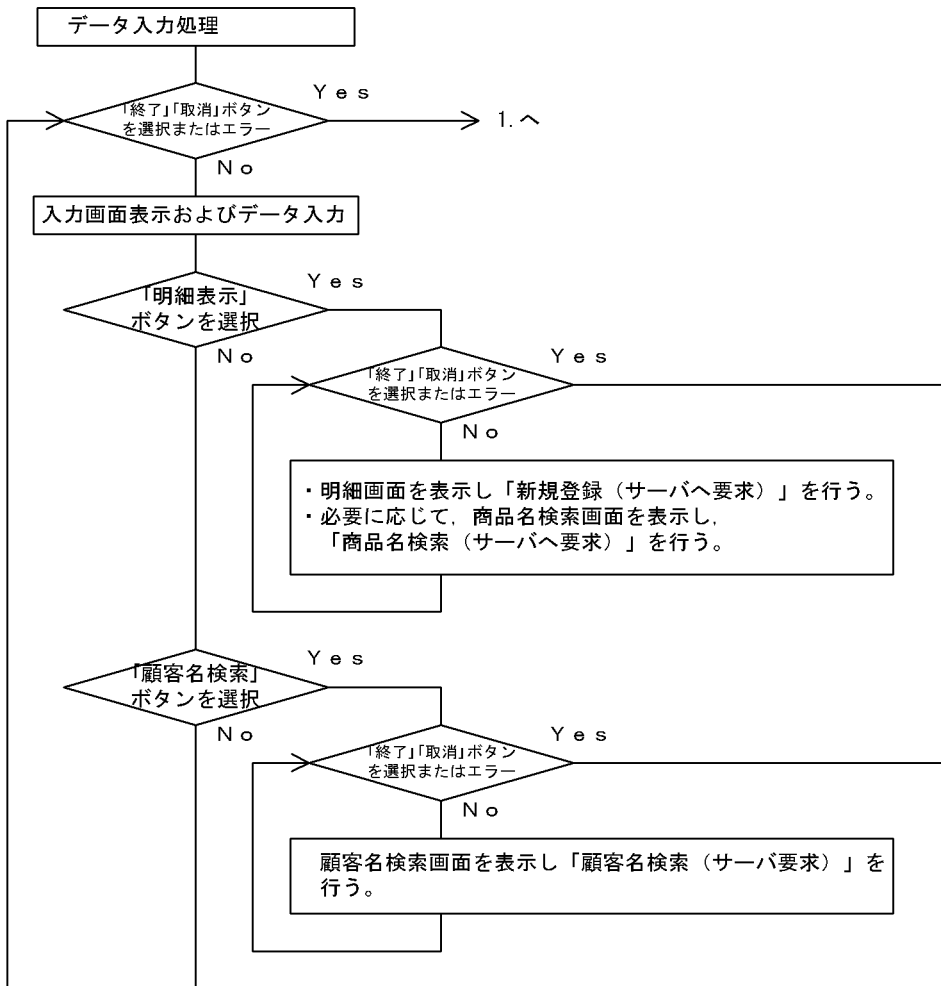 データ入力処理
Yes
「終了」「取消」ボタン
を選択またはエラー
1.へ
No
入力画面表示およびデータ入力
Yes
「明細表示」
ボタンを選択
No
Yes
「終了」「取消」ボタン
を選択またはエラー
No
・明細画面を表示し「新規登録（サーバへ要求）」を行う。
・必要に応じて，商品名検索画面を表示し，
「商品名検索（サーバへ要求）」を行う。
Yes
「顧客名検索」
ボタンを選択
No
Yes
「終了」「取消」ボタン
を選択またはエラー
No
顧客名検索画面を表示し「顧客名検索（サーバ要求）」を
行う。